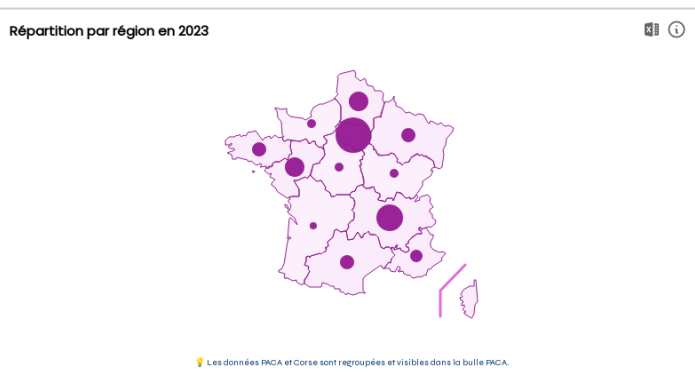 Répartition par région en 2023
💡 Les données PACA et Corse sont regroupées et visibles dans la bulle PACA.